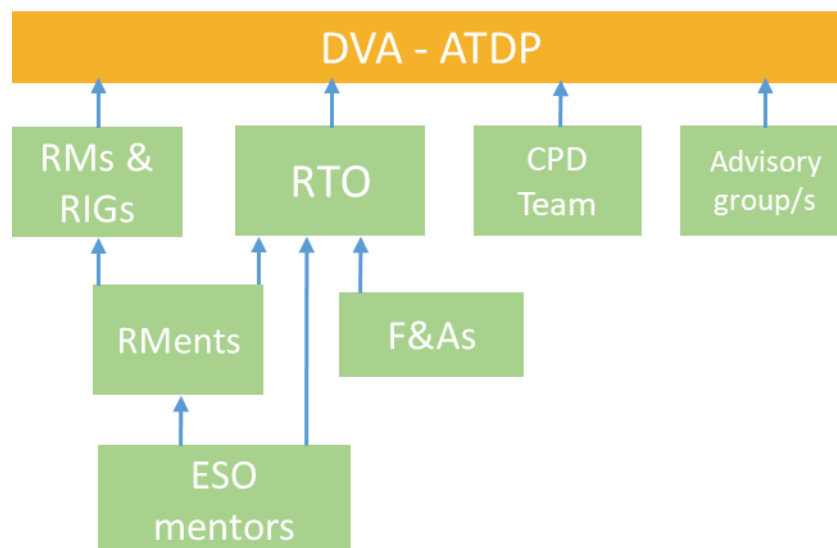 DVA - ATDP
RMs &
RIGs
RTO
CPD
Team
Advisory
group/s
RMents
F&As
ESO
mentors